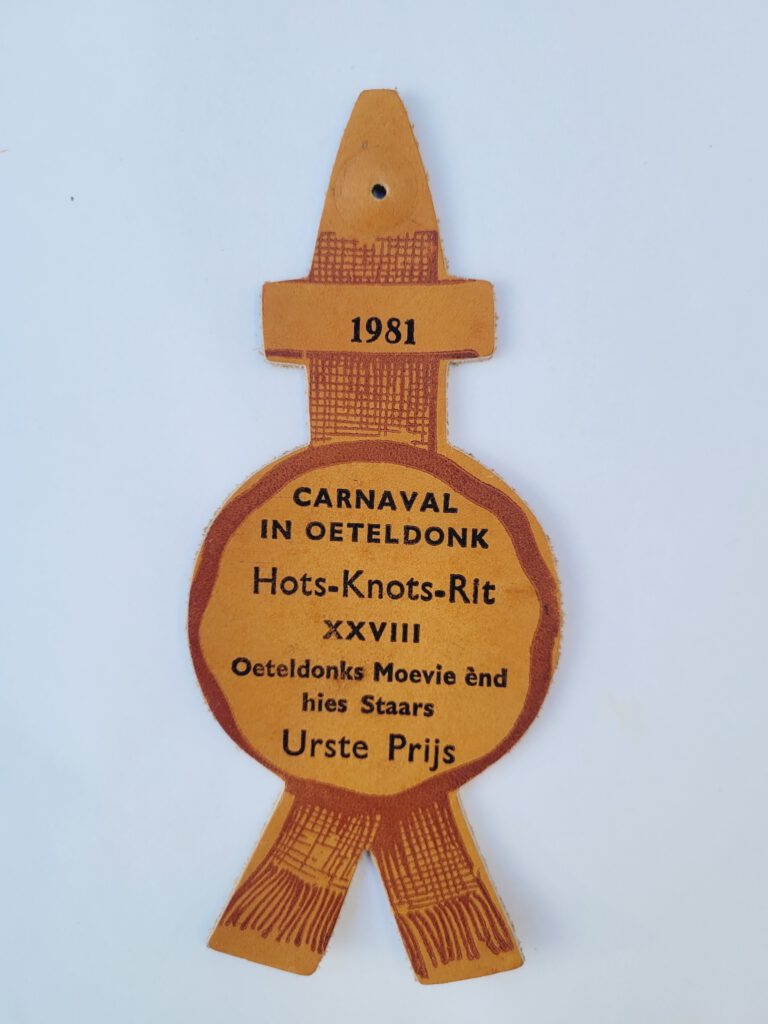 1981
CARNAVAL
IN OETELDONK
Hots-Knots-Rit
XXVIII
Oeteldonks Moevie ènd
hies Staars
Urste Prijs